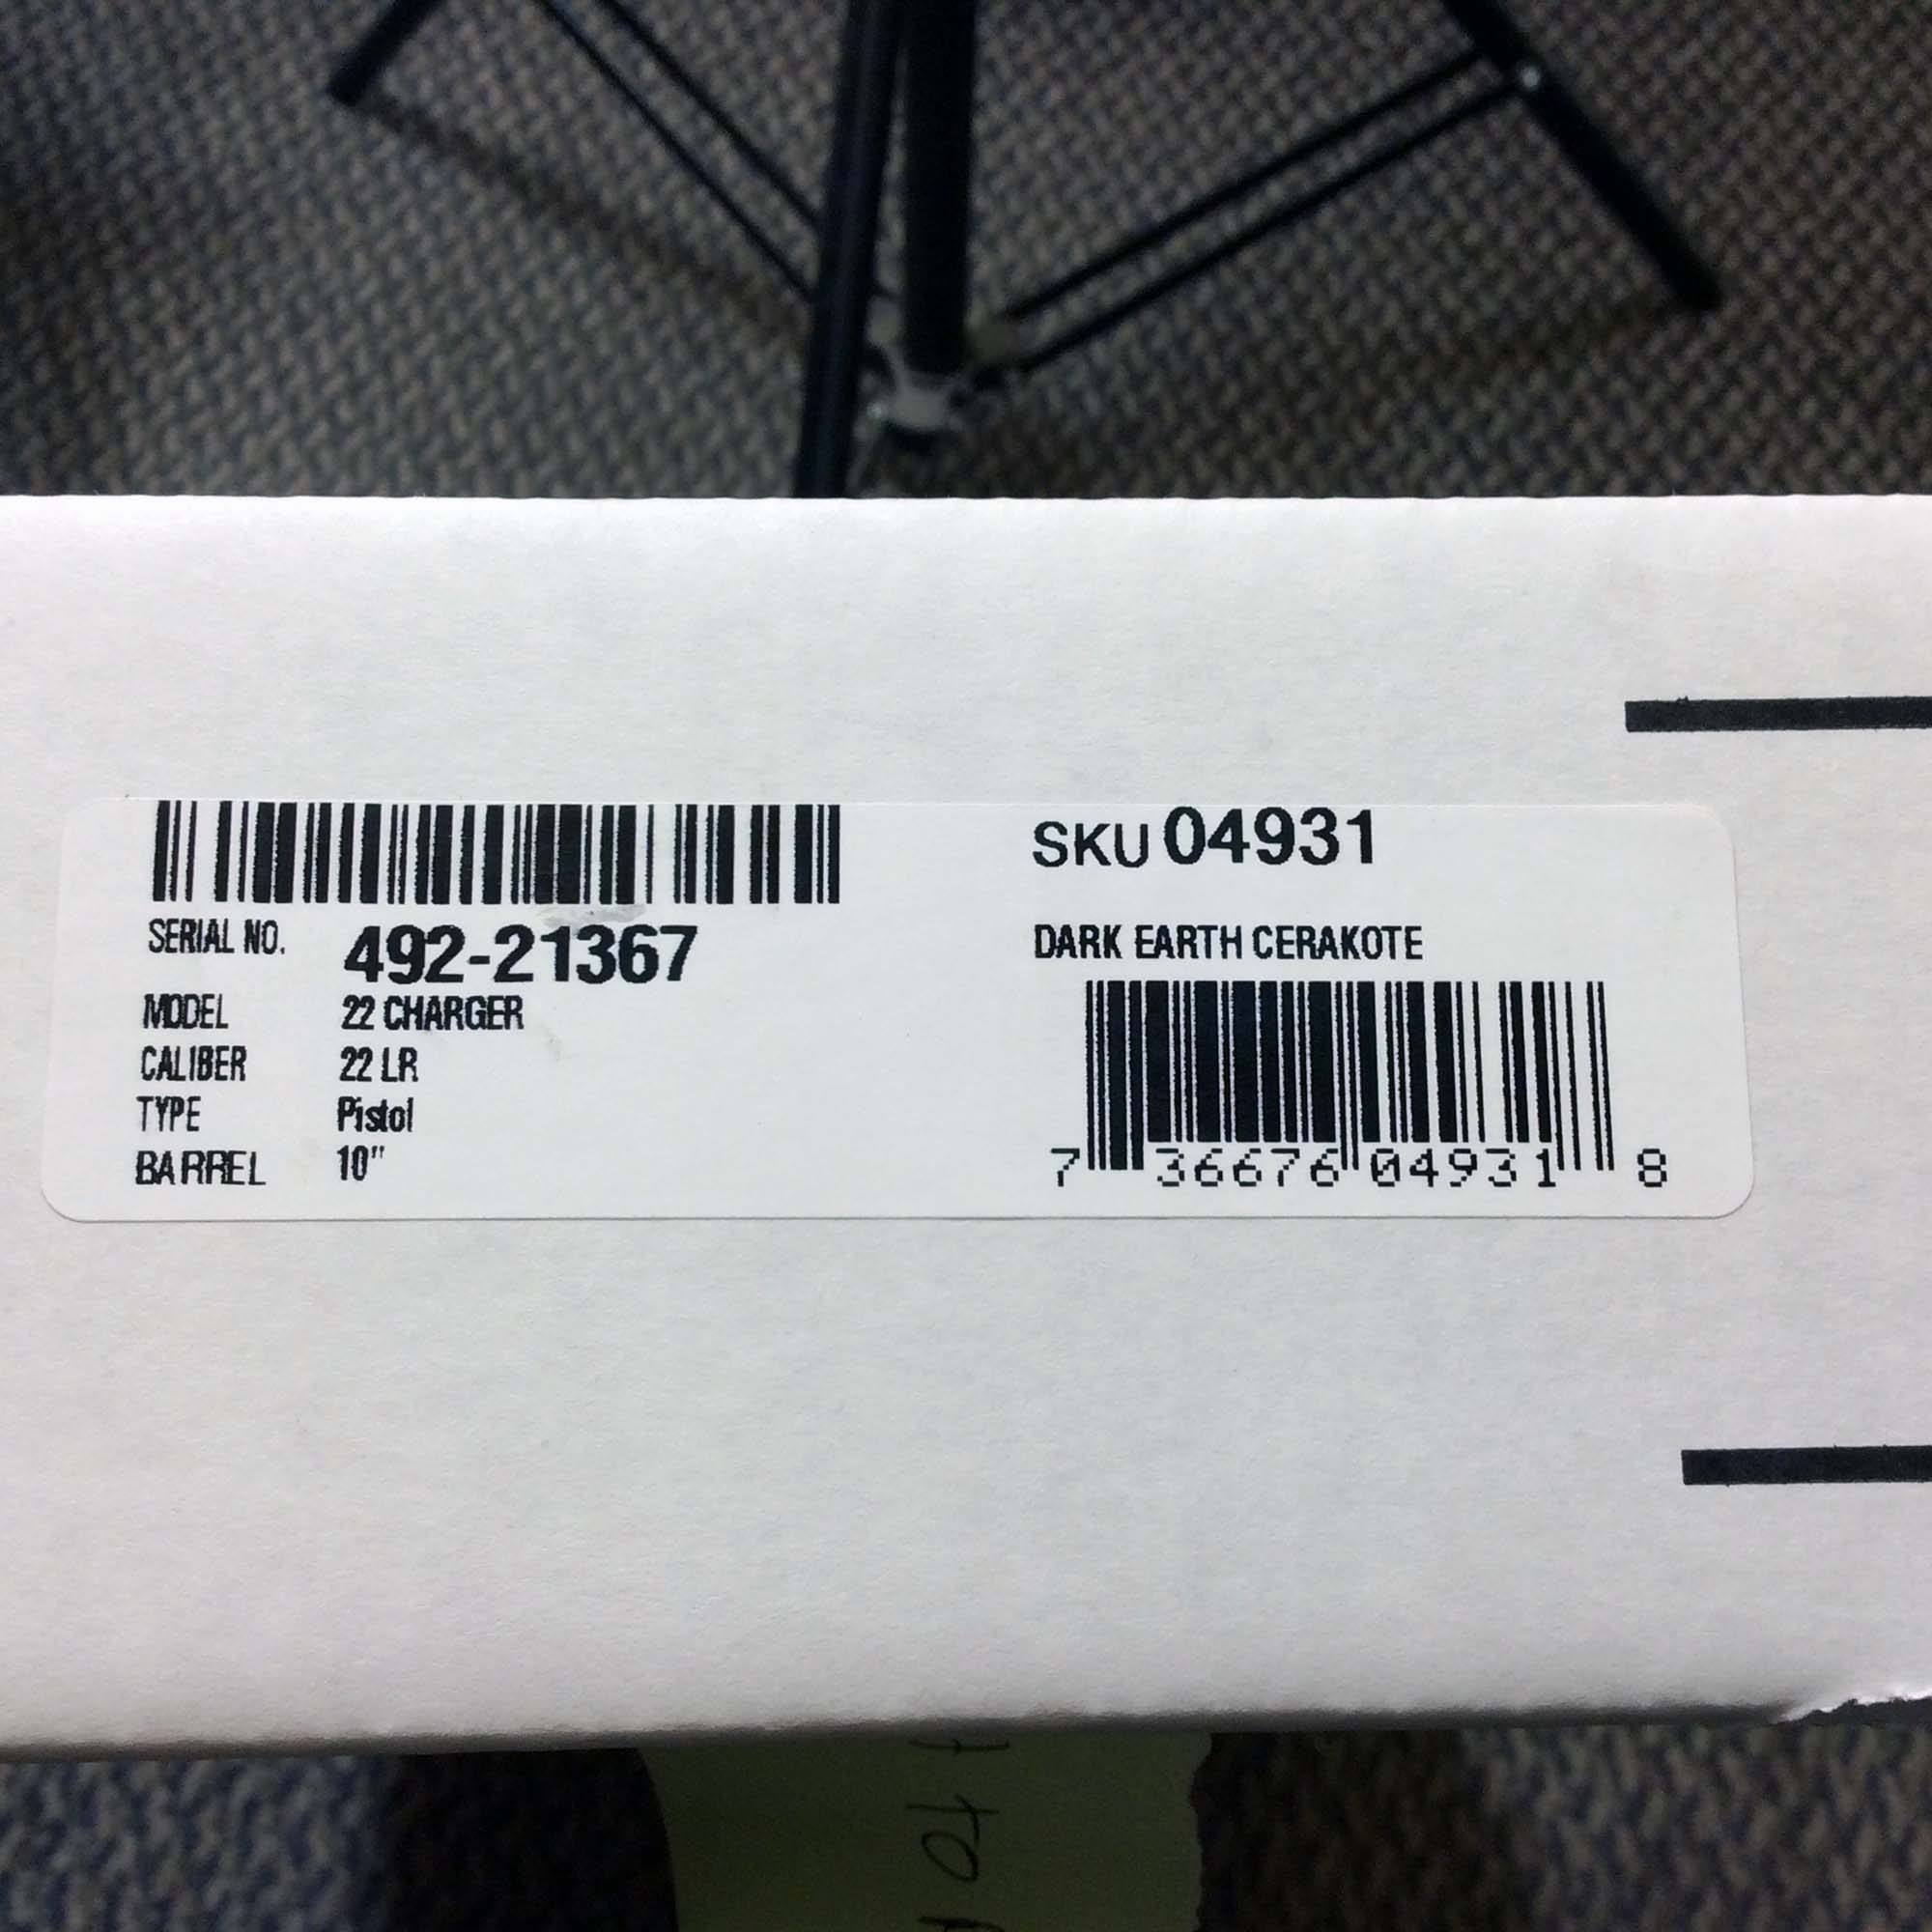 SERIAL NO. 492-21367
MODEL 22 CHARGER
CALIBER 22 LR
TYPE Pistol
BARREL 10"
SKU 04931
DARK EARTH CERAKOTE
7 36676 04931 8